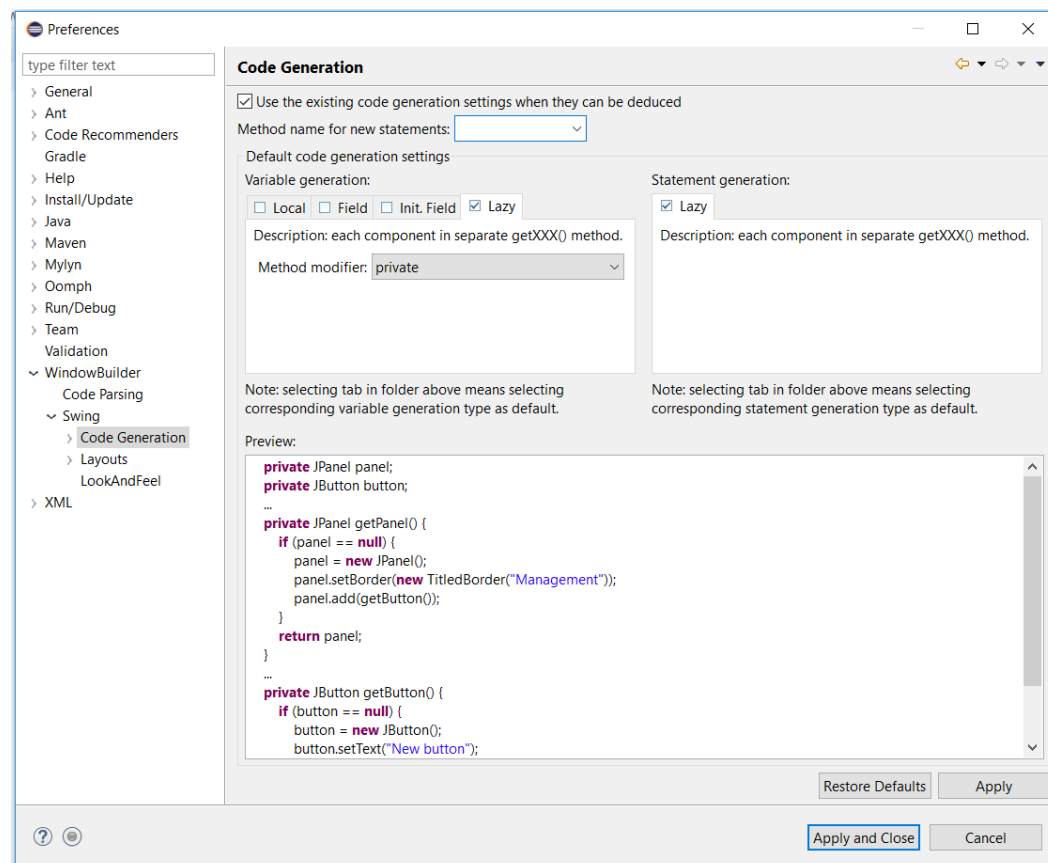 Preferences
type filter text
General
Ant
Code Recommenders
Gradle
Help
Install/Update
Java
Maven
Mylyn
Oomph
Run/Debug
Team
Validation
WindowBuilder
Code Parsing
Swing
Code Generation
Layouts
LookAndFeel
XML
Code Generation
Use the existing code generation settings when they can be deduced
Method name for new statements:
Default code generation settings
Variable generation:
Local Field Init. Field Lazy
Description: each component in separate getXXX() method.
Method modifier: private
Note: selecting tab in folder above means selecting
corresponding variable generation type as default.
Statement generation:
Lazy
Description: each component in separate getXXX() method.
Note: selecting tab in folder above means selecting
corresponding statement generation type as default.
Preview:
private JPanel panel;
private JButton button;
...
private JPanel getPanel() {
if (panel == null) {
panel = new JPanel();
panel.setBorder(new TitledBorder("Management"));
panel.add(getButton());
}
return panel;
}
...
private JButton getButton() {
if (button == null) {
button = new JButton();
button.setText("New button");
Restore Defaults Apply
Apply and Close Cancel